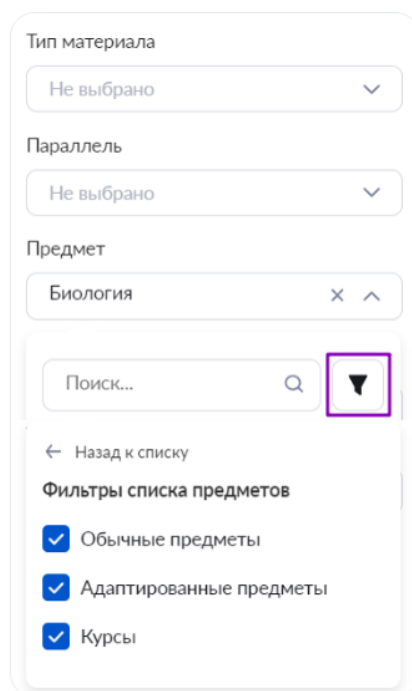 Тип материала
Не выбрано
Параллель
Не выбрано
Предмет
Биология
Поиск...
Назад к списку
Фильтры списка предметов
Обычные предметы
Адаптированные предметы
Курсы